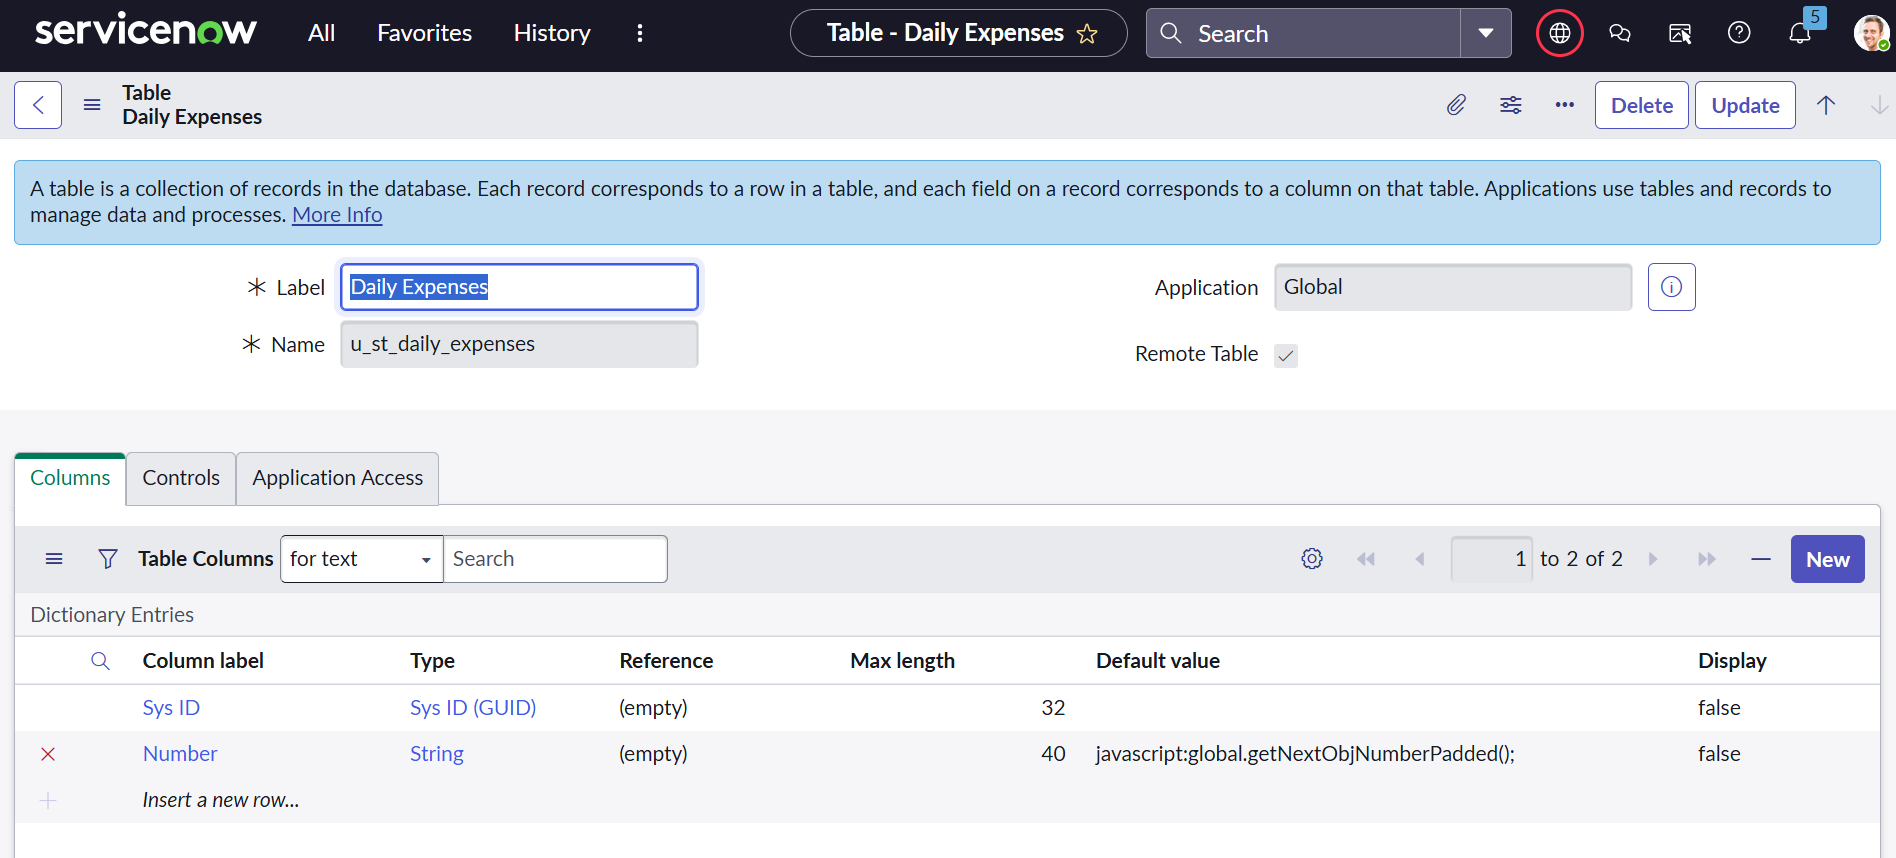 servicenow All Favorites History Table - Daily Expenses Search 5
Table
Daily Expenses
Delete Update
A table is a collection of records in the database. Each record corresponds to a row in a table, and each field on a record corresponds to a column on that table. Applications use tables and records to
manage data and processes. More Info
Label Daily Expenses Application Global
Name u_st_daily_expenses Remote Table
Columns Controls Application Access
Table Columns for text Search 1 to 2 of 2 New
Dictionary Entries
Column label Type Reference Max length Default value Display
Sys ID Sys ID (GUID) (empty) 32 false
Number String (empty) 40 javascript:global.getNextObjNumberPadded(); false
Insert a new row...